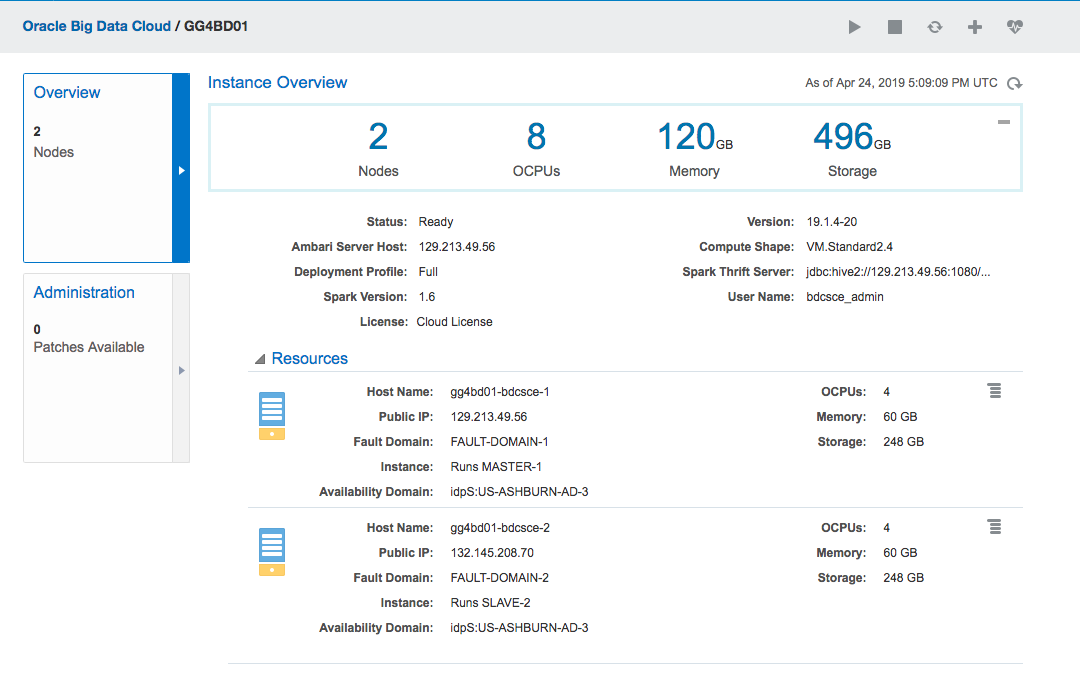 Oracle Big Data Cloud / GG4BD01
Overview
2
Nodes
Administration
0
Patches Available
Instance Overview
As of Apr 24, 2019 5:09:09 PM UTC
2 8 120GB 496GB
Nodes OCPUs Memory Storage
Status: Ready Version: 19.1.4-20
Ambari Server Host: 129.213.49.56 Compute Shape: VM.Standard2.4
Deployment Profile: Full Spark Thrift Server: jdbc:hive2://129.213.49.56:1080/...
Spark Version: 1.6 User Name: bdcsce_admin
License: Cloud License
Resources
Host Name: gg4bd01-bdcsce-1 OCPUs: 4
Public IP: 129.213.49.56 Memory: 60 GB
Fault Domain: FAULT-DOMAIN-1 Storage: 248 GB
Instance: Runs MASTER-1
Availability Domain: idpS:US-ASHBURN-AD-3
Host Name: gg4bd01-bdcsce-2 OCPUs: 4
Public IP: 132.145.208.70 Memory: 60 GB
Fault Domain: FAULT-DOMAIN-2 Storage: 248 GB
Instance: Runs SLAVE-2
Availability Domain: idpS:US-ASHBURN-AD-3